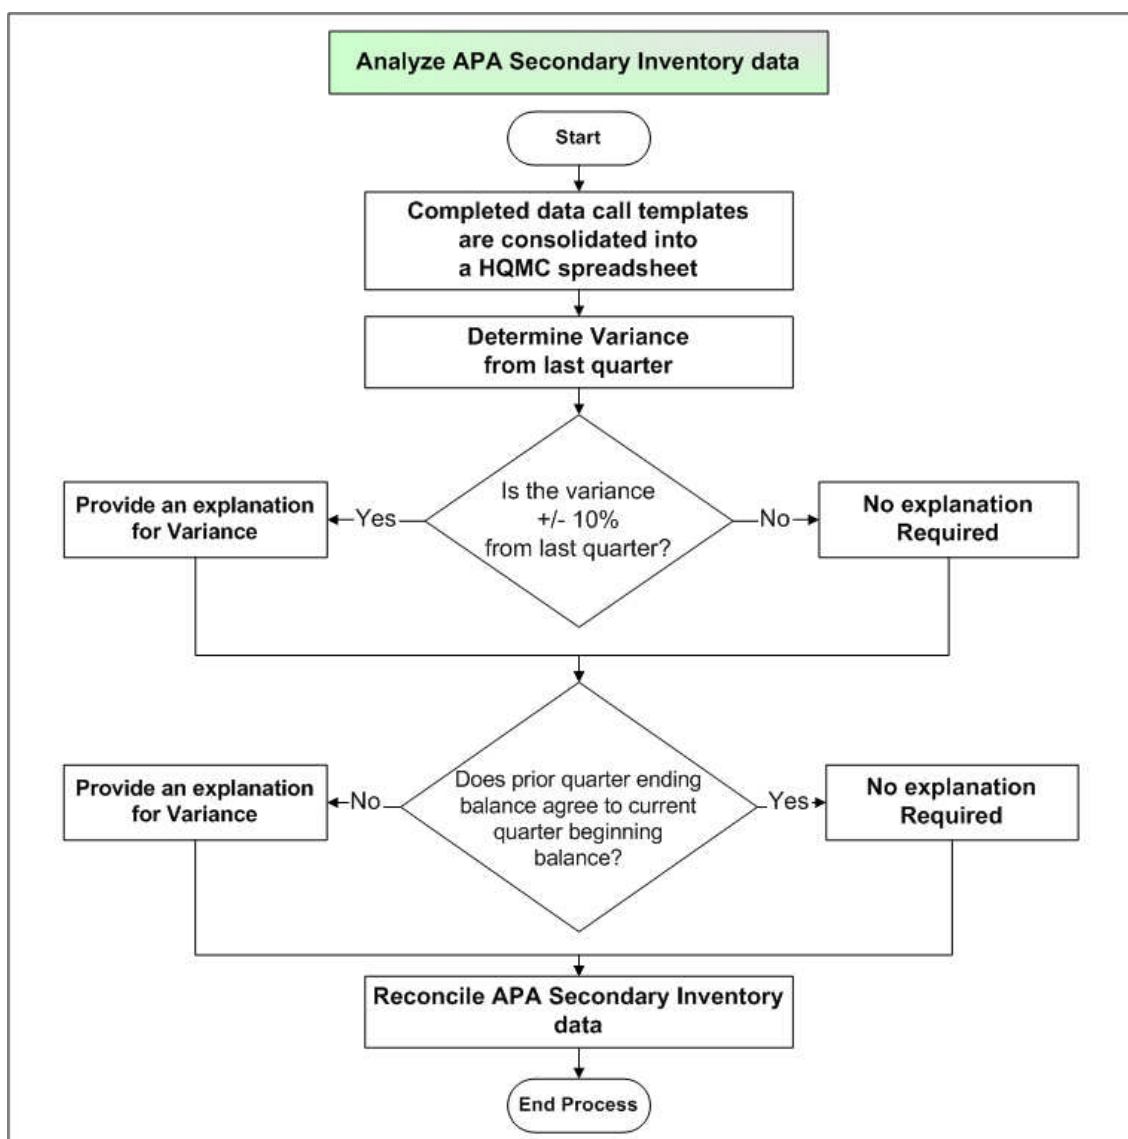 Analyze APA Secondary Inventory data
Start
Completed data call templates
are consolidated into
a HQMC spreadsheet
Determine Variance
from last quarter
Is the variance
+/- 10%
from last quarter?
Yes
No
Provide an explanation
for Variance
No explanation
Required
Does prior quarter ending
balance agree to current
quarter beginning
balance?
No
Yes
Provide an explanation
for Variance
No explanation
Required
Reconcile APA Secondary Inventory
data
End Process